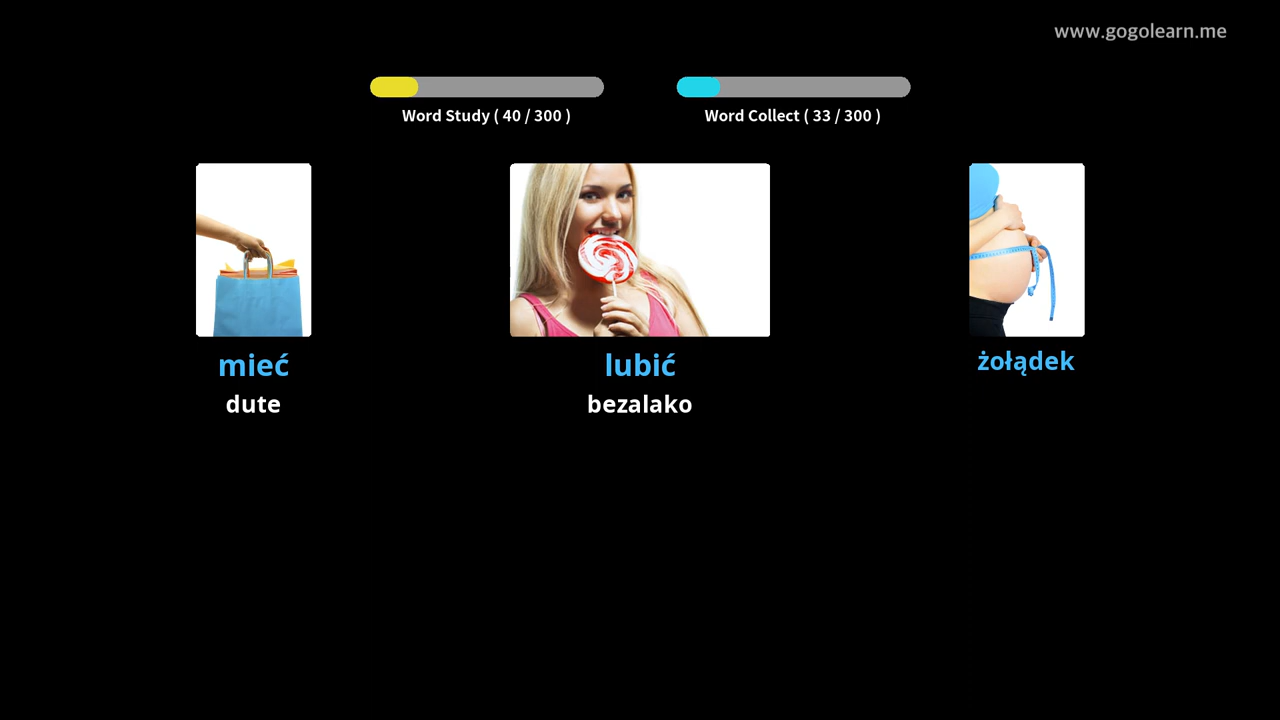 www.gogolearn.me
Word Study ( 40 / 300 )
Word Collect ( 33 / 300 )
mieć
lubić
żołądek
dute
bezalako